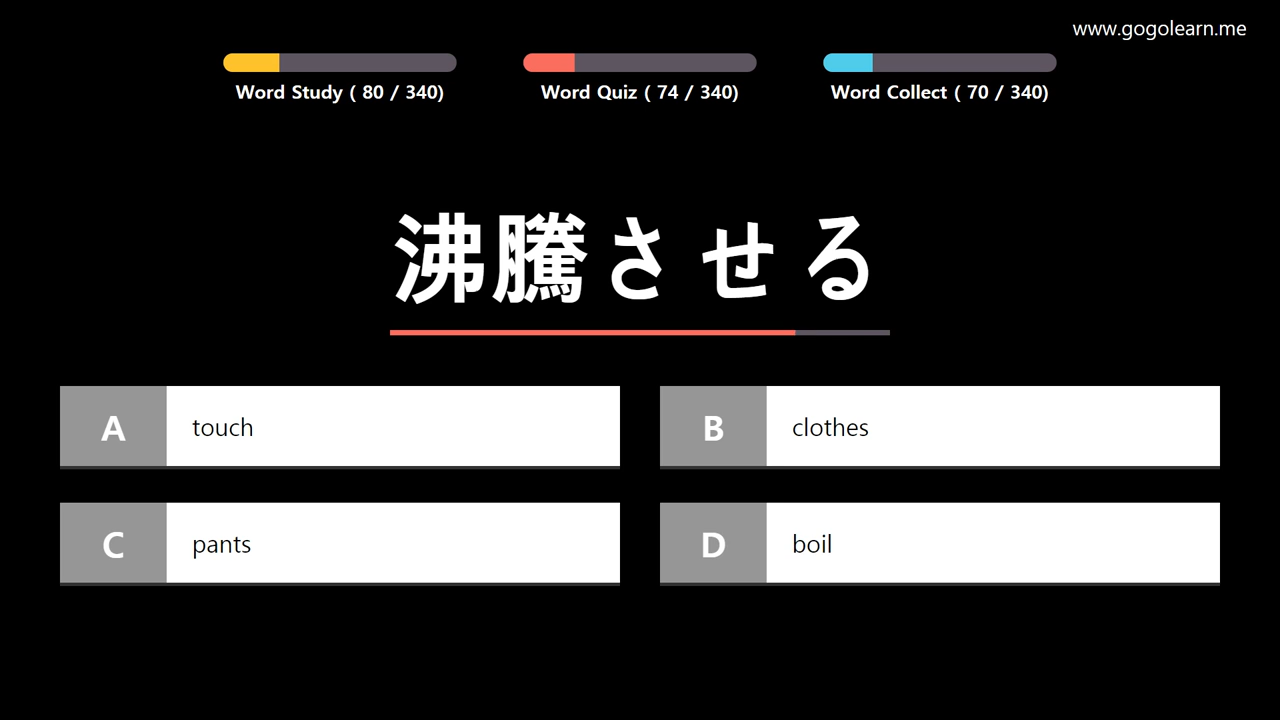 www.gogolearn.me
Word Study ( 80 / 340)
Word Quiz ( 74 / 340)
Word Collect ( 70 / 340)
沸騰させる
A touch
B clothes
C pants
D boil